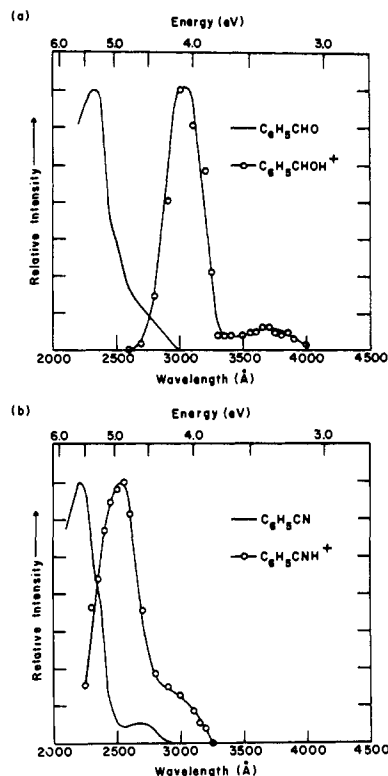 (a)
Energy (eV)
6.0 5.0 4.0 3.0
C₆H₅CHO
C₆H₅CHOH⁺
Relative Intensity
2000 2500 3000 3500 4000 4500
Wavelength (Å)
(b)
Energy (eV)
6.0 5.0 4.0 3.0
C₆H₅CN
C₆H₅CNH⁺
Relative Intensity
2000 2500 3000 3500 4000 4500
Wavelength (Å)